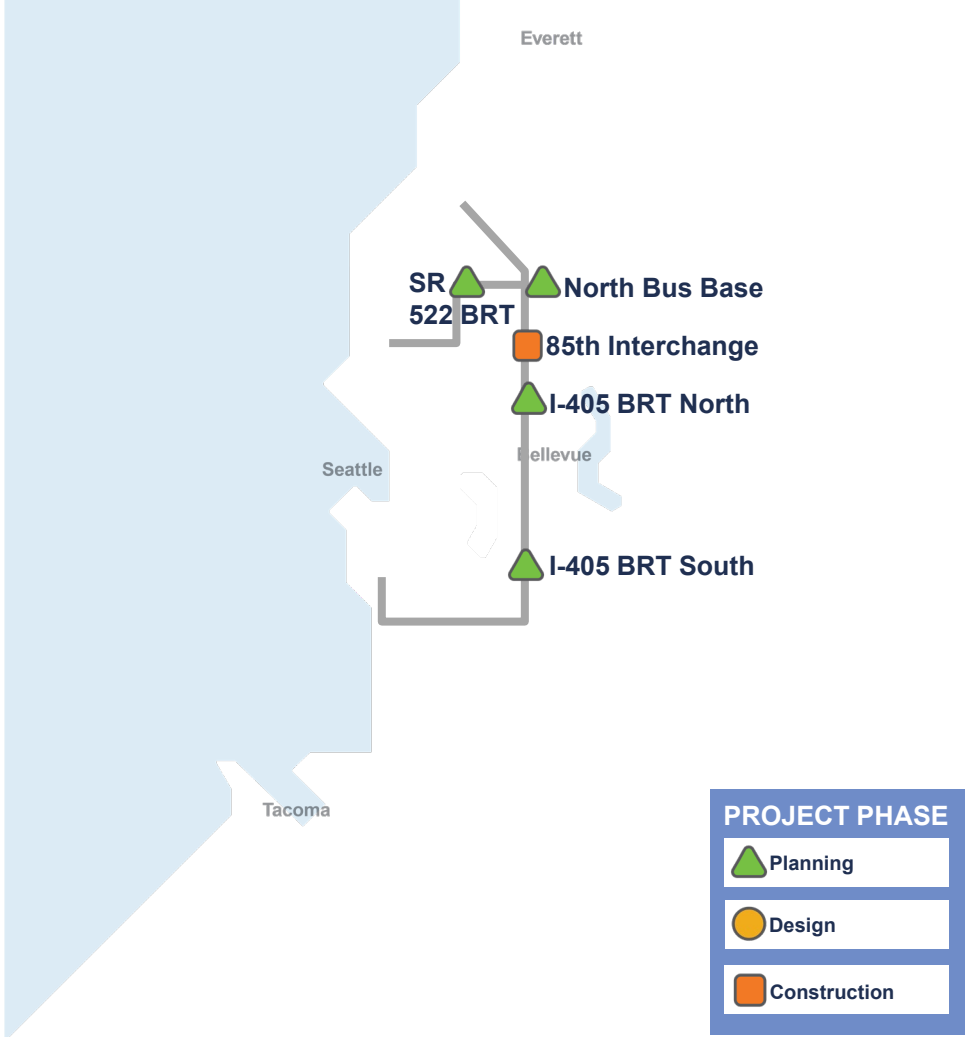 Everett
SR
522 BRT
North Bus Base
85th Interchange
I-405 BRT North
Bellevue
Seattle
I-405 BRT South
Tacoma
PROJECT PHASE
Planning
Design
Construction